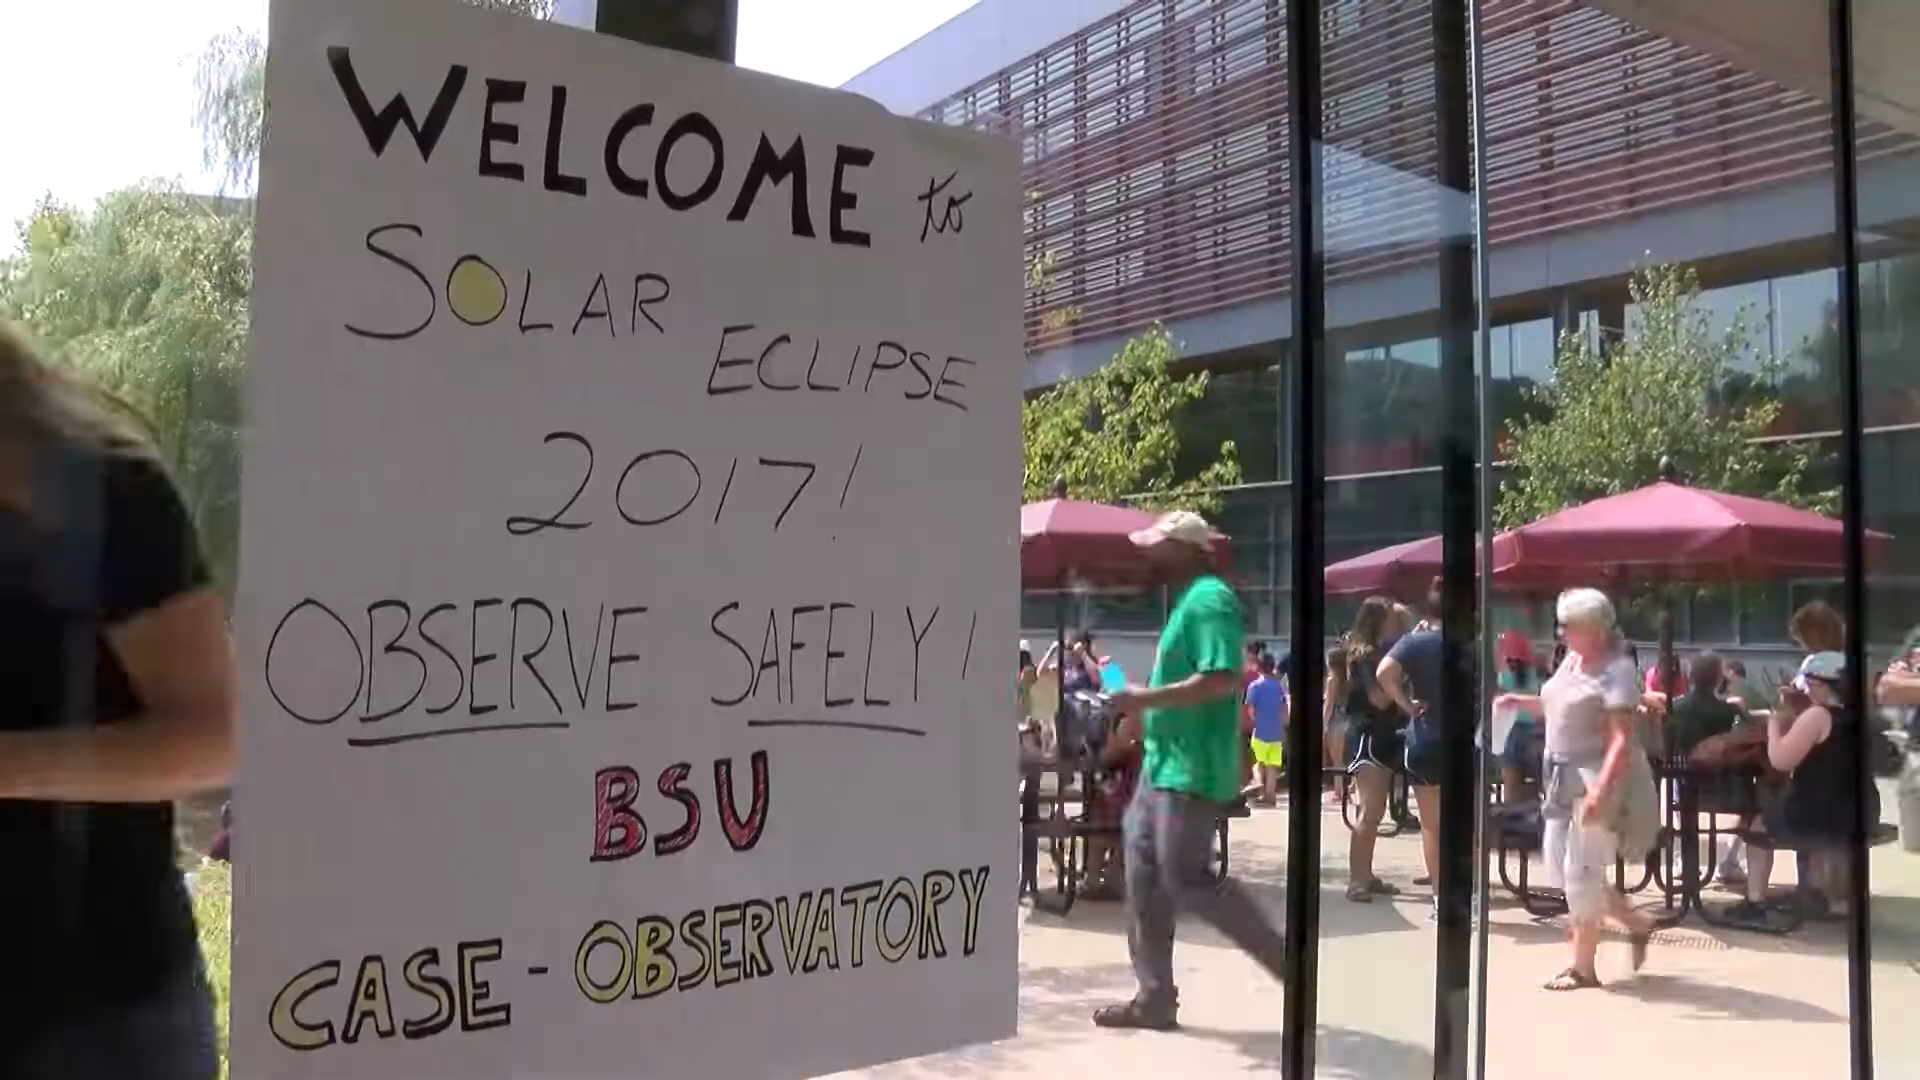 WELCOME to
SOLAR
ECLIPSE
2017!
OBSERVE SAFELY!
BSU
CASE-OBSERVATORY